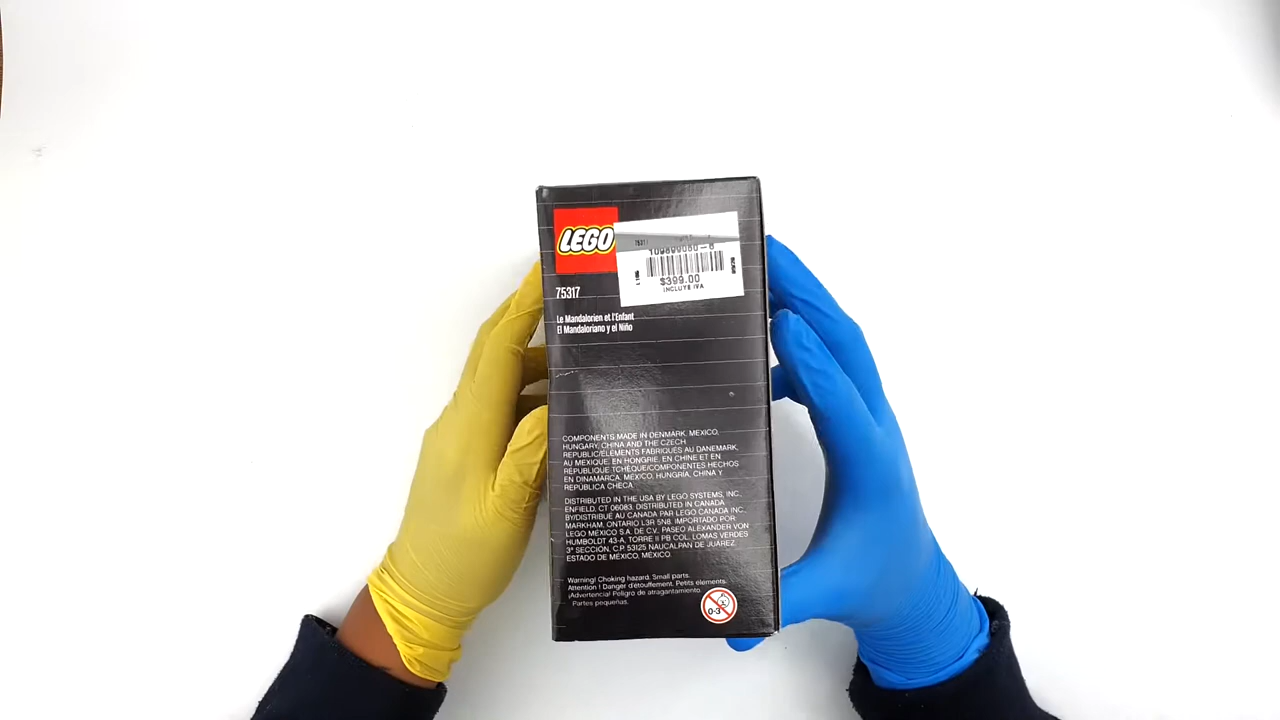 LEGO
75317
109899080-6
$399.00
INCLUYE IVA
75317
Le Mandalorien et l'Enfant
El Mandaloriano y el Niño
COMPONENTS MADE IN DENMARK, MEXICO,
HUNGARY, CHINA AND THE CZECH
REPUBLIC/ÉLÉMENTS FABRIQUÉS AU DANEMARK,
AU MEXIQUE, EN HONGRIE, EN CHINE ET EN
RÉPUBLIQUE TCHÈQUE/COMPONENTES HECHOS
EN DINAMARCA, MÉXICO, HUNGRÍA, CHINA Y
REPÚBLICA CHECA.
DISTRIBUTED IN THE USA BY LEGO SYSTEMS, INC.,
ENFIELD, CT 06083. DISTRIBUTED IN CANADA
BY/DISTRIBUÉ AU CANADA PAR LEGO CANADA INC.,
MARKHAM, ONTARIO L3R 5N8. IMPORTADO POR:
LEGO MÉXICO S.A. DE C.V. PASEO ALEXANDER VON
HUMBOLDT 43-A, TORRE II PB COL. LOMAS VERDES
3ª SECCIÓN, C.P. 53125 NAUCALPAN DE JUÁREZ,
ESTADO DE MÉXICO, MÉXICO.
Warning! Choking hazard. Small parts.
Attention ! Danger d'étouffement. Petits éléments.
¡Advertencia! Peligro de atragantamiento.
Partes pequeñas.
0-3